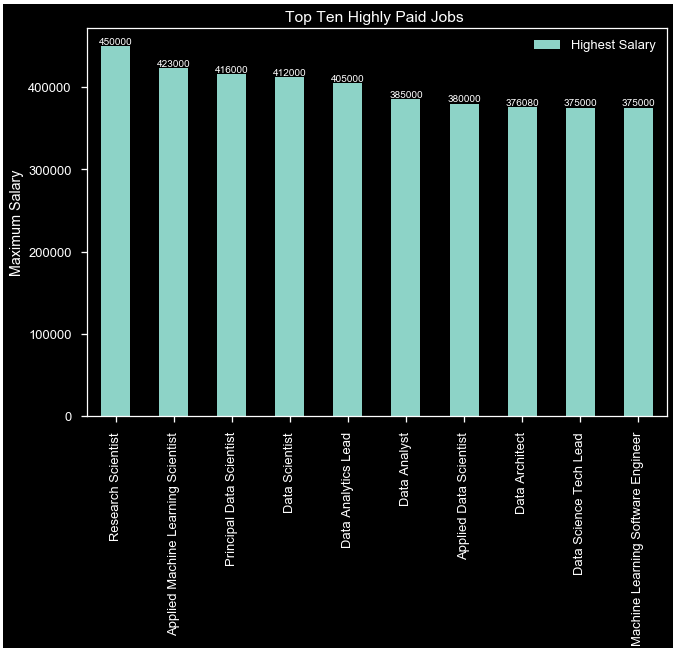 Top Ten Highly Paid Jobs
Highest Salary
Maximum Salary
400000
300000
200000
100000
0
450000
423000
416000
412000
405000
385000
380000
376080
375000
375000
Research Scientist
Applied Machine Learning Scientist
Principal Data Scientist
Data Scientist
Data Analytics Lead
Data Analyst
Applied Data Scientist
Data Architect
Data Science Tech Lead
Machine Learning Software Engineer